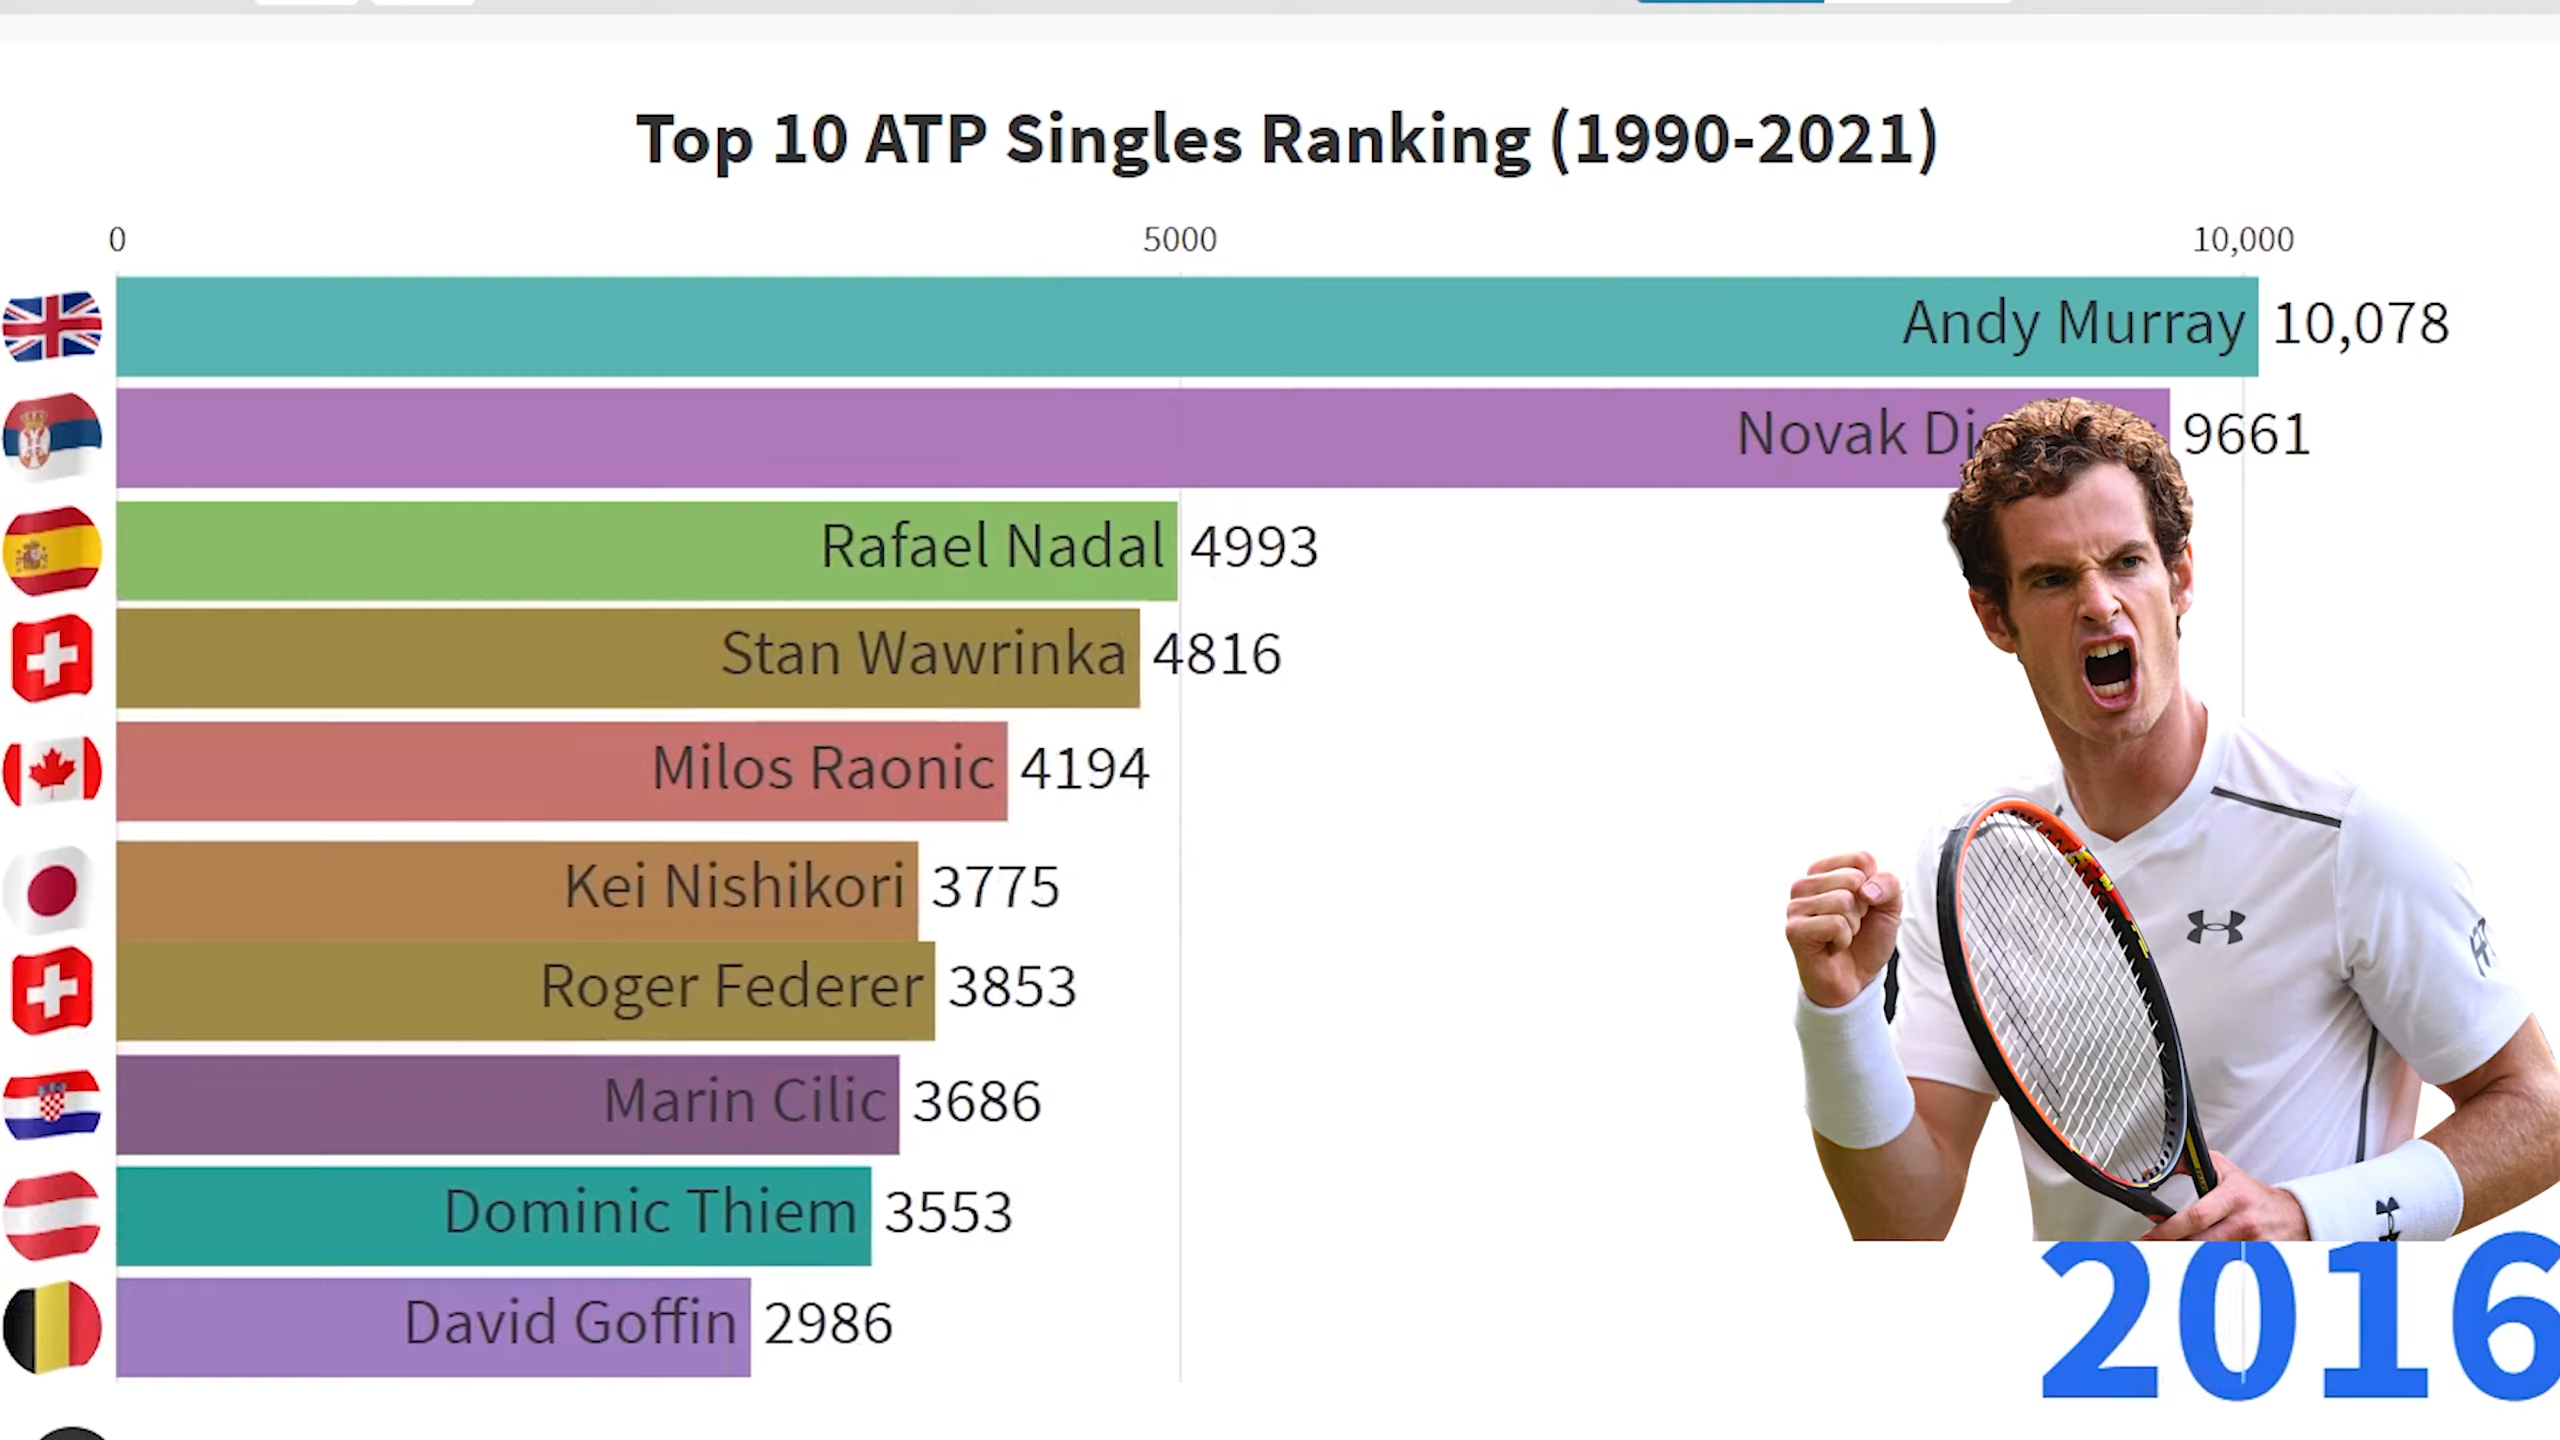 Top 10 ATP Singles Ranking (1990-2021)
0 5000 10,000
Andy Murray 10,078
Novak 9661
Rafael Nadal 4993
Stan Wawrinka 4816
Milos Raonic 4194
Kei Nishikori 3775
Roger Federer 3853
Marin Cilic 3686
Dominic Thiem 3553
David Goffin 2986
2016